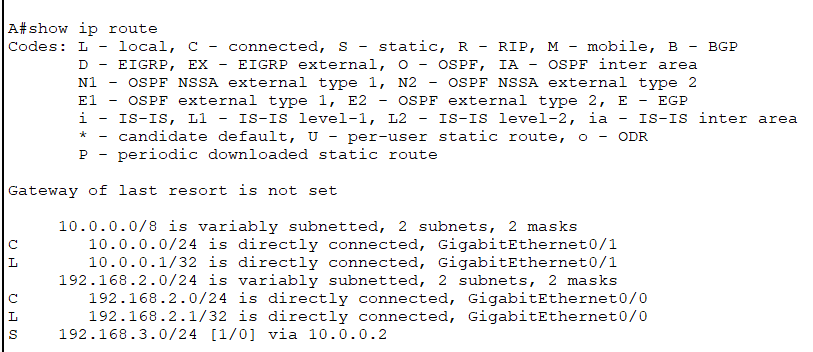 A#show ip route
Codes: L - local, C - connected, S - static, R - RIP, M - mobile, B - BGP
D - EIGRP, EX - EIGRP external, O - OSPF, IA - OSPF inter area
N1 - OSPF NSSA external type 1, N2 - OSPF NSSA external type 2
E1 - OSPF external type 1, E2 - OSPF external type 2, E - EGP
i - IS-IS, L1 - IS-IS level-1, L2 - IS-IS level-2, ia - IS-IS inter area
* - candidate default, U - per-user static route, o - ODR
P - periodic downloaded static route
Gateway of last resort is not set
10.0.0.0/8 is variably subnetted, 2 subnets, 2 masks
C 10.0.0.0/24 is directly connected, GigabitEthernet0/1
L 10.0.0.1/32 is directly connected, GigabitEthernet0/1
192.168.2.0/24 is variably subnetted, 2 subnets, 2 masks
C 192.168.2.0/24 is directly connected, GigabitEthernet0/0
L 192.168.2.1/32 is directly connected, GigabitEthernet0/0
S 192.168.3.0/24 [1/0] via 10.0.0.2